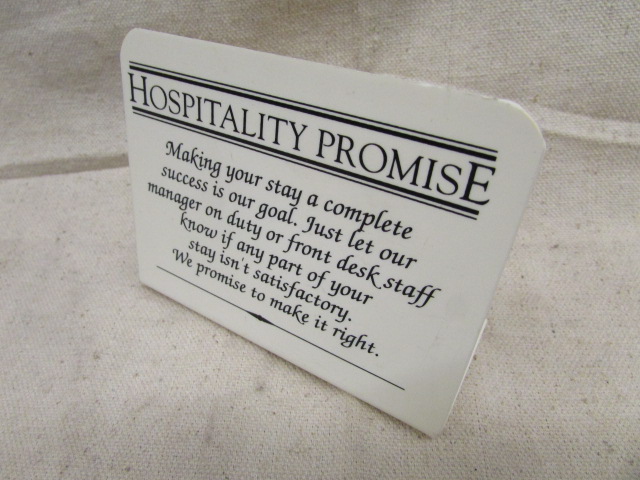 HOSPITALITY PROMISE
Making your stay a complete
success is our goal. Just let our
manager on duty or front desk staff
know if any part of your
stay isn't satisfactory.
We promise to make it right.